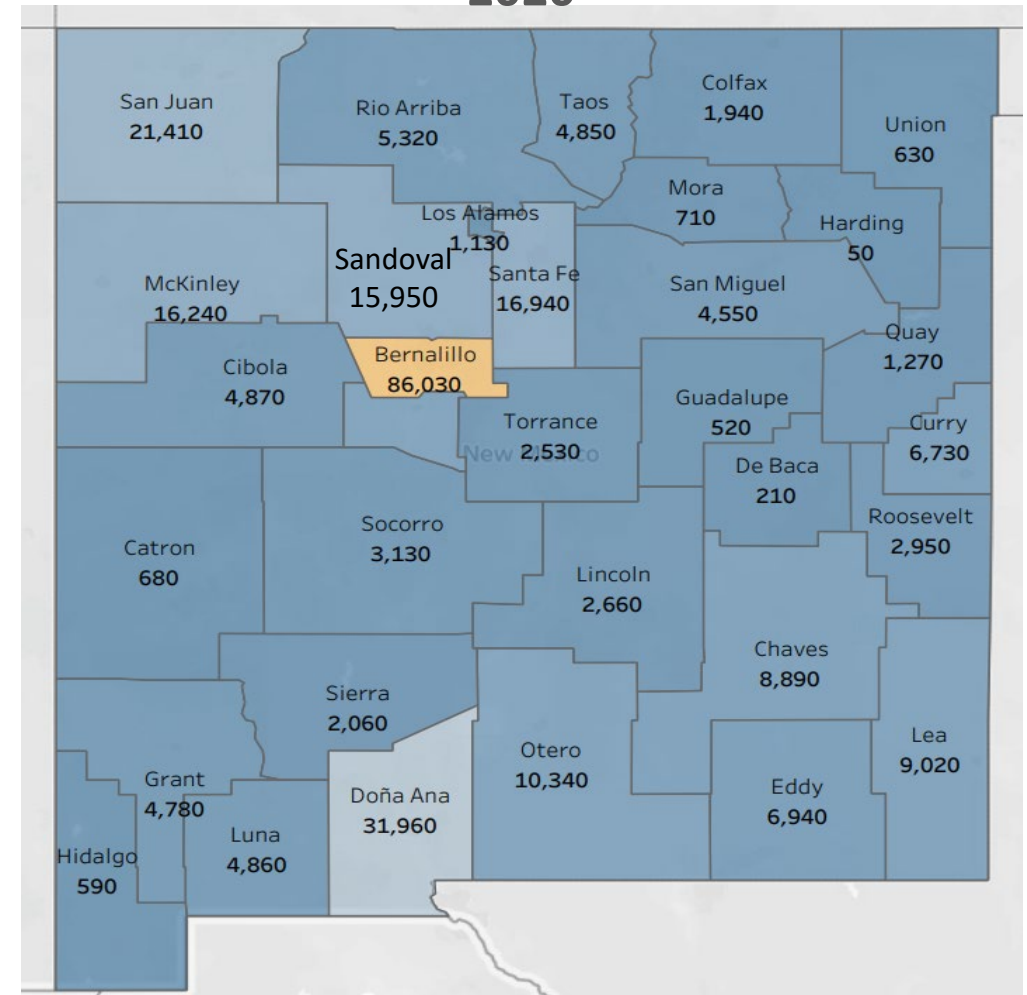 San Juan
21,410
Rio Arriba
5,320
Taos
4,850
Colfax
1,940
Union
630
Mora
710
Harding
50
Los Alamos
1,130
Sandoval
15,950
Santa Fe
16,940
McKinley
16,240
San Miguel
4,550
Quay
1,270
Cibola
4,870
Bernalillo
86,030
Guadalupe
520
Torrance
2,530
New Mexico
Curry
6,730
De Baca
210
Roosevelt
2,950
Catron
680
Socorro
3,130
Lincoln
2,660
Chaves
8,890
Sierra
2,060
Otero
10,340
Lea
9,020
Grant
4,780
Doña Ana
31,960
Eddy
6,940
Luna
4,860
Hidalgo
590